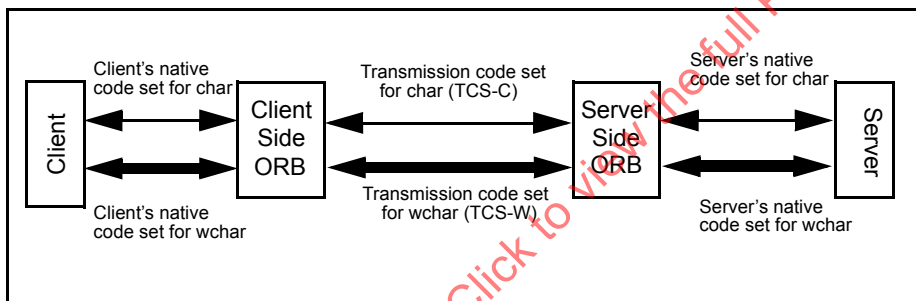 Client's native
code set for char
Transmission code set
for char (TCS-C)
Server's native
code set for char
Client
Client
Side
ORB
Server
Side
ORB
Server
Client's native
code set for wchar
Transmission code set
for wchar (TCS-W)
Server's native
code set for wchar
Click to view the full